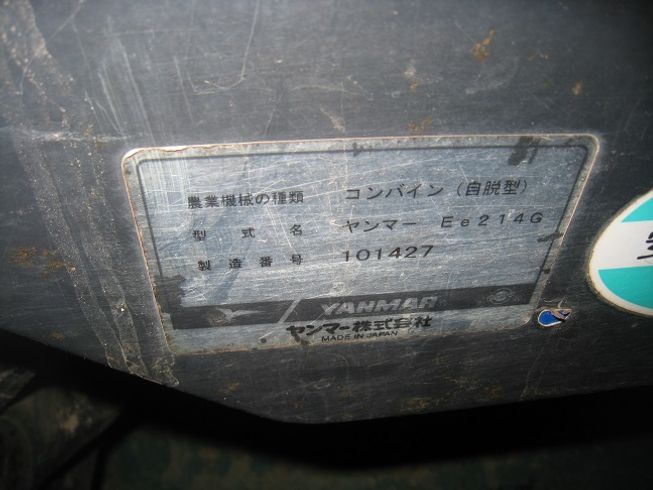 農業機械の種類 コンバイン(自脱型)
型式名 ヤンマー Ee214G
製造番号 101427
YANMAR
ヤンマー株式会社
MADE IN JAPAN